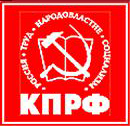 РОССИЯ · ТРУД · НАРОДОВЛАСТИЕ · СОЦИАЛИЗМ
КПРФ